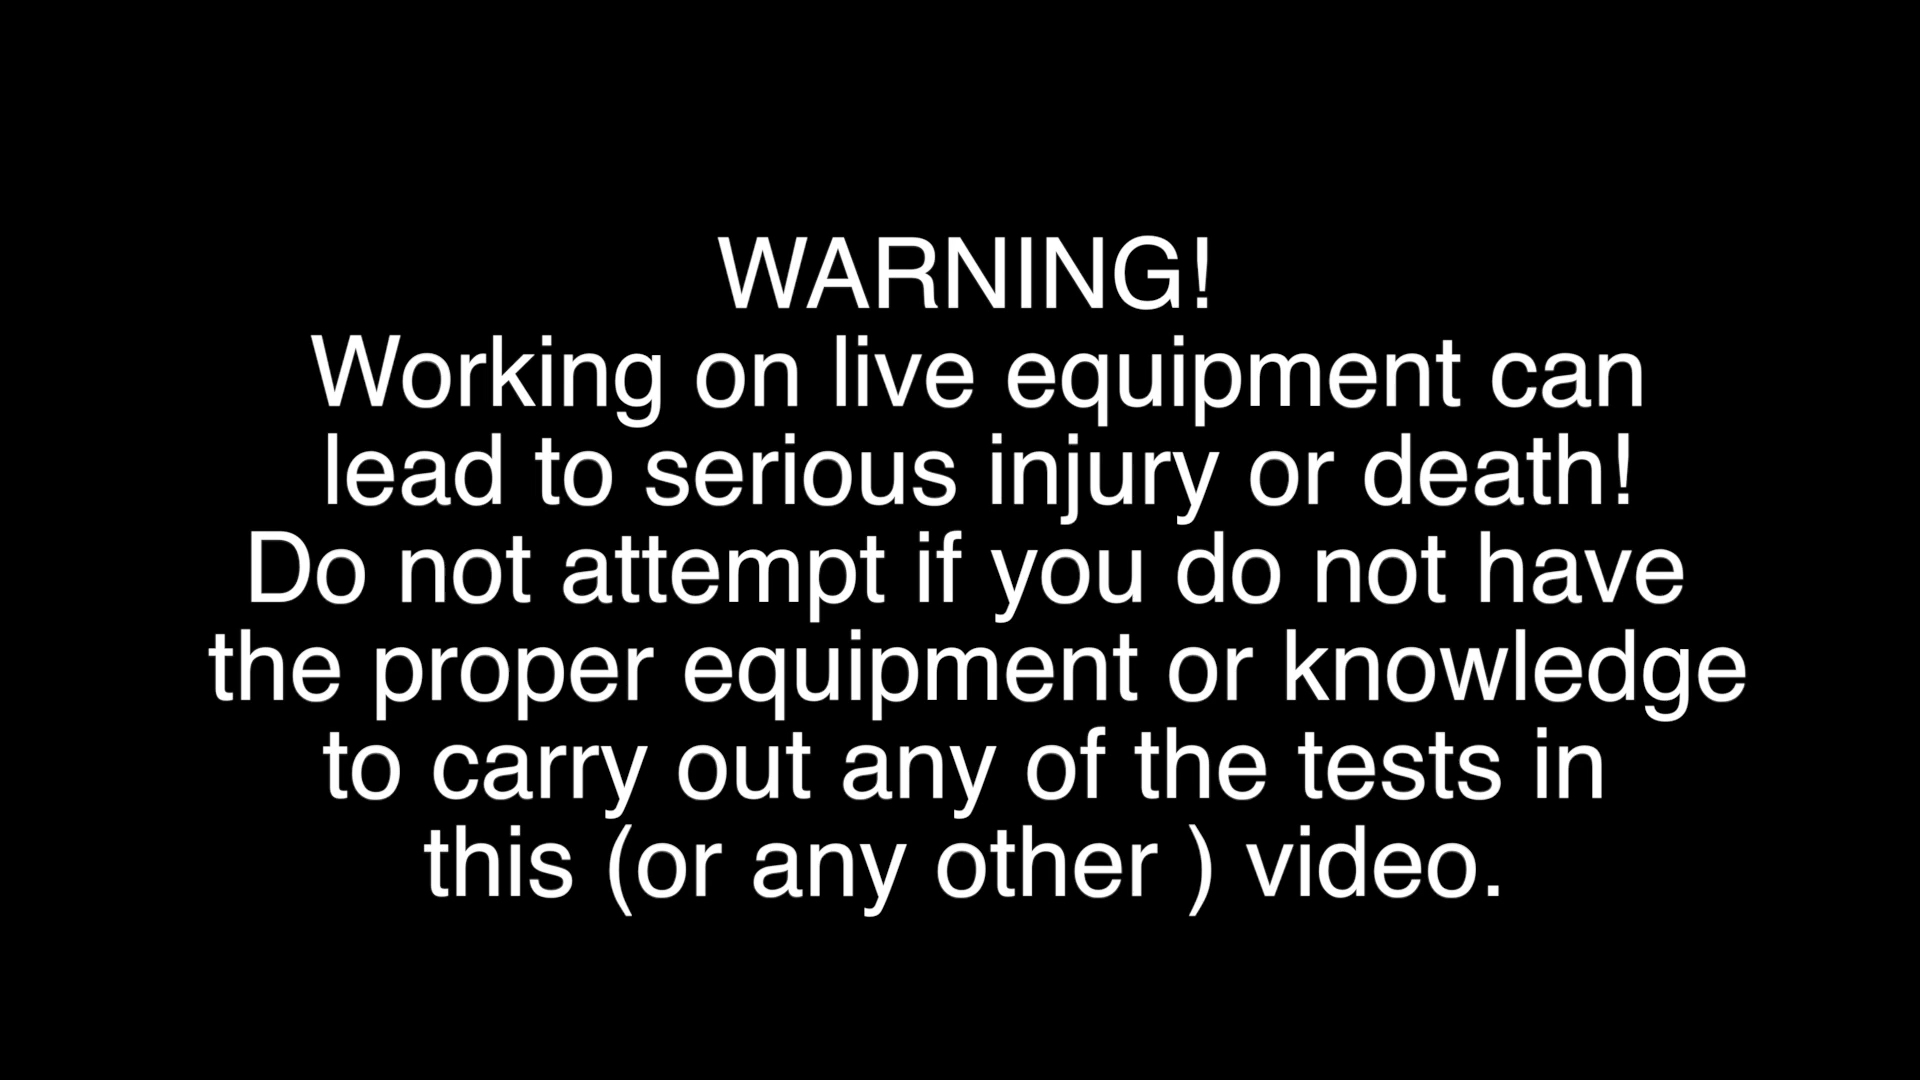 WARNING!
Working on live equipment can
lead to serious injury or death!
Do not attempt if you do not have
the proper equipment or knowledge
to carry out any of the tests in
this (or any other ) video.